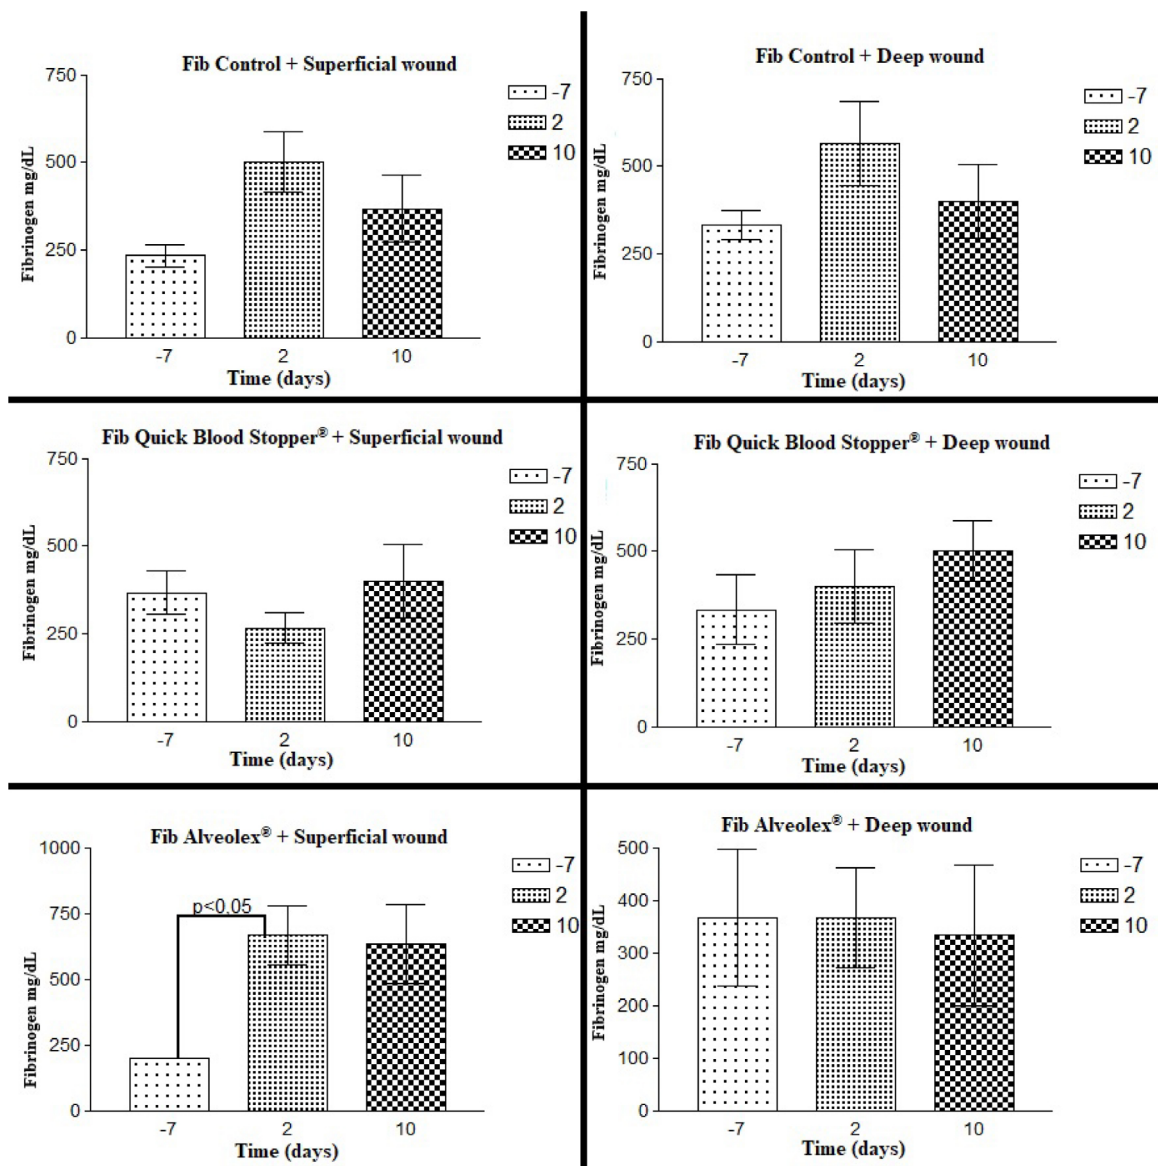 Fib Control + Superficial wound
750
500
250
0
Fibrinogen mg/dL
-7
2
10
-7 2 10
Time (days)
Fib Control + Deep wound
750
500
250
0
Fibrinogen mg/dL
-7
2
10
-7 2 10
Time (days)
Fib Quick Blood Stopper® + Superficial wound
750
500
250
0
Fibrinogen mg/dL
-7
2
10
-7 2 10
Time (days)
Fib Quick Blood Stopper® + Deep wound
750
500
250
0
Fibrinogen mg/dL
-7
2
10
-7 2 10
Time (days)
Fib Alveolex® + Superficial wound
1000
750
500
250
0
Fibrinogen mg/dL
p<0,05
-7
2
10
-7 2 10
Time (days)
Fib Alveolex® + Deep wound
500
400
300
200
100
0
Fibrinogen mg/dL
-7
2
10
-7 2 10
Time (days)